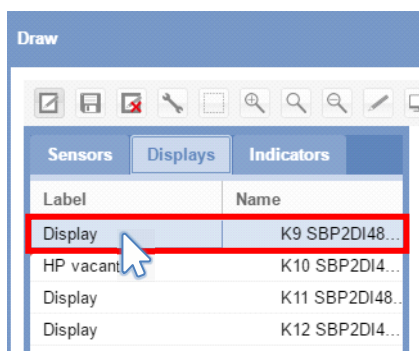 Draw
Sensors Displays Indicators
Label Name
Display K9 SBP2DI48...
HP vacant K10 SBP2DI4...
Display K11 SBP2DI48..
Display K12 SBP2DI4...